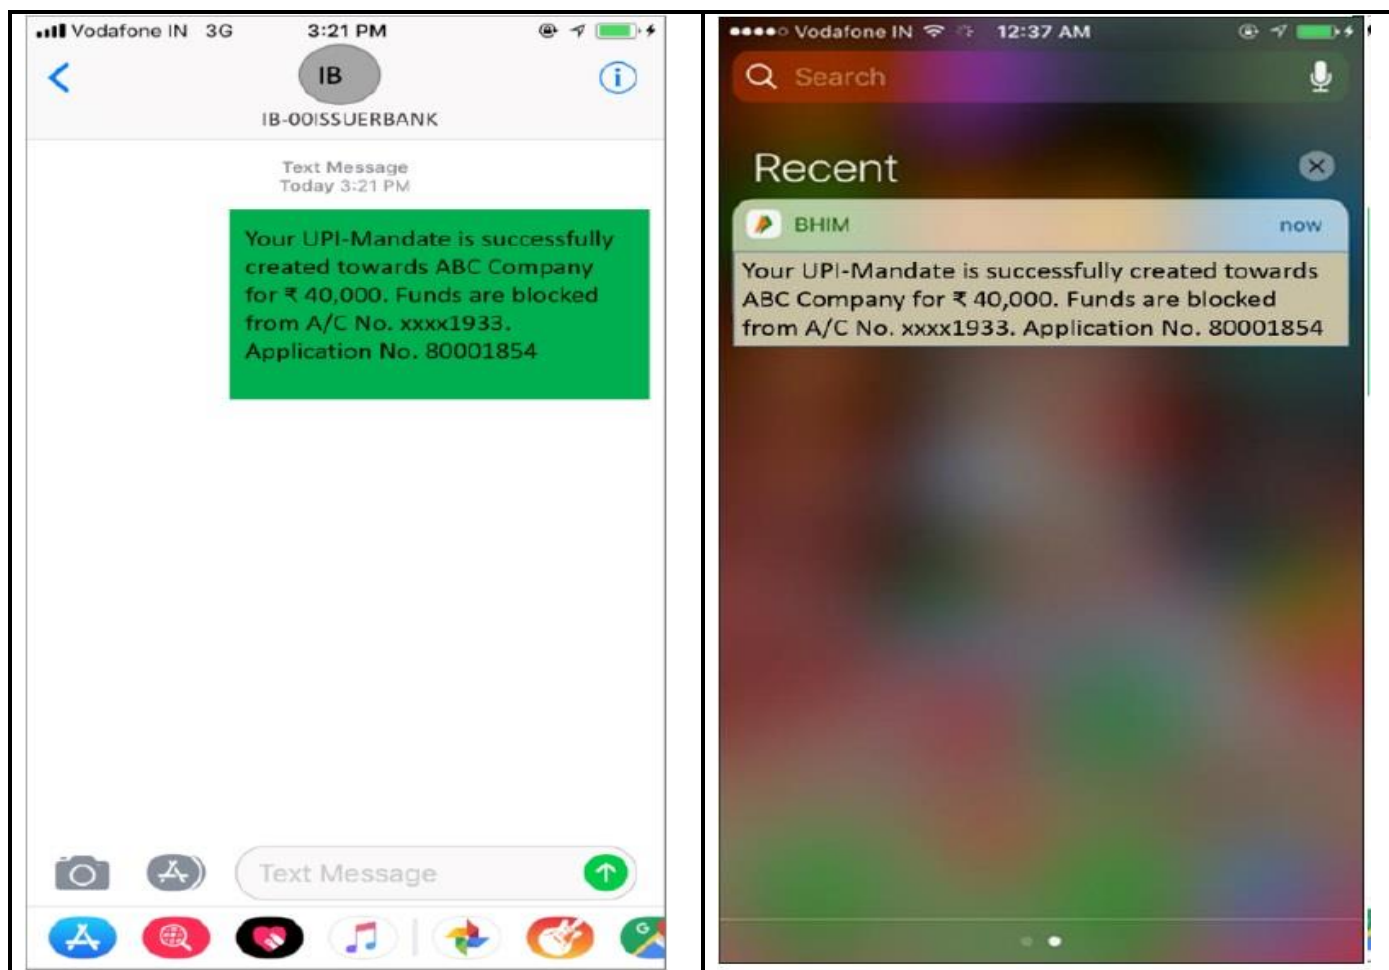 Vodafone IN 3G 3:21 PM
IB
IB-00ISSUERBANK
Text Message
Today 3:21 PM
Your UPI-Mandate is successfully
created towards ABC Company
for ₹ 40,000. Funds are blocked
from A/C No. xxxx1933.
Application No. 80001854
Text Message
Vodafone IN 12:37 AM
Search
Recent
BHIM now
Your UPI-Mandate is successfully created towards
ABC Company for ₹ 40,000. Funds are blocked
from A/C No. xxxx1933. Application No. 80001854